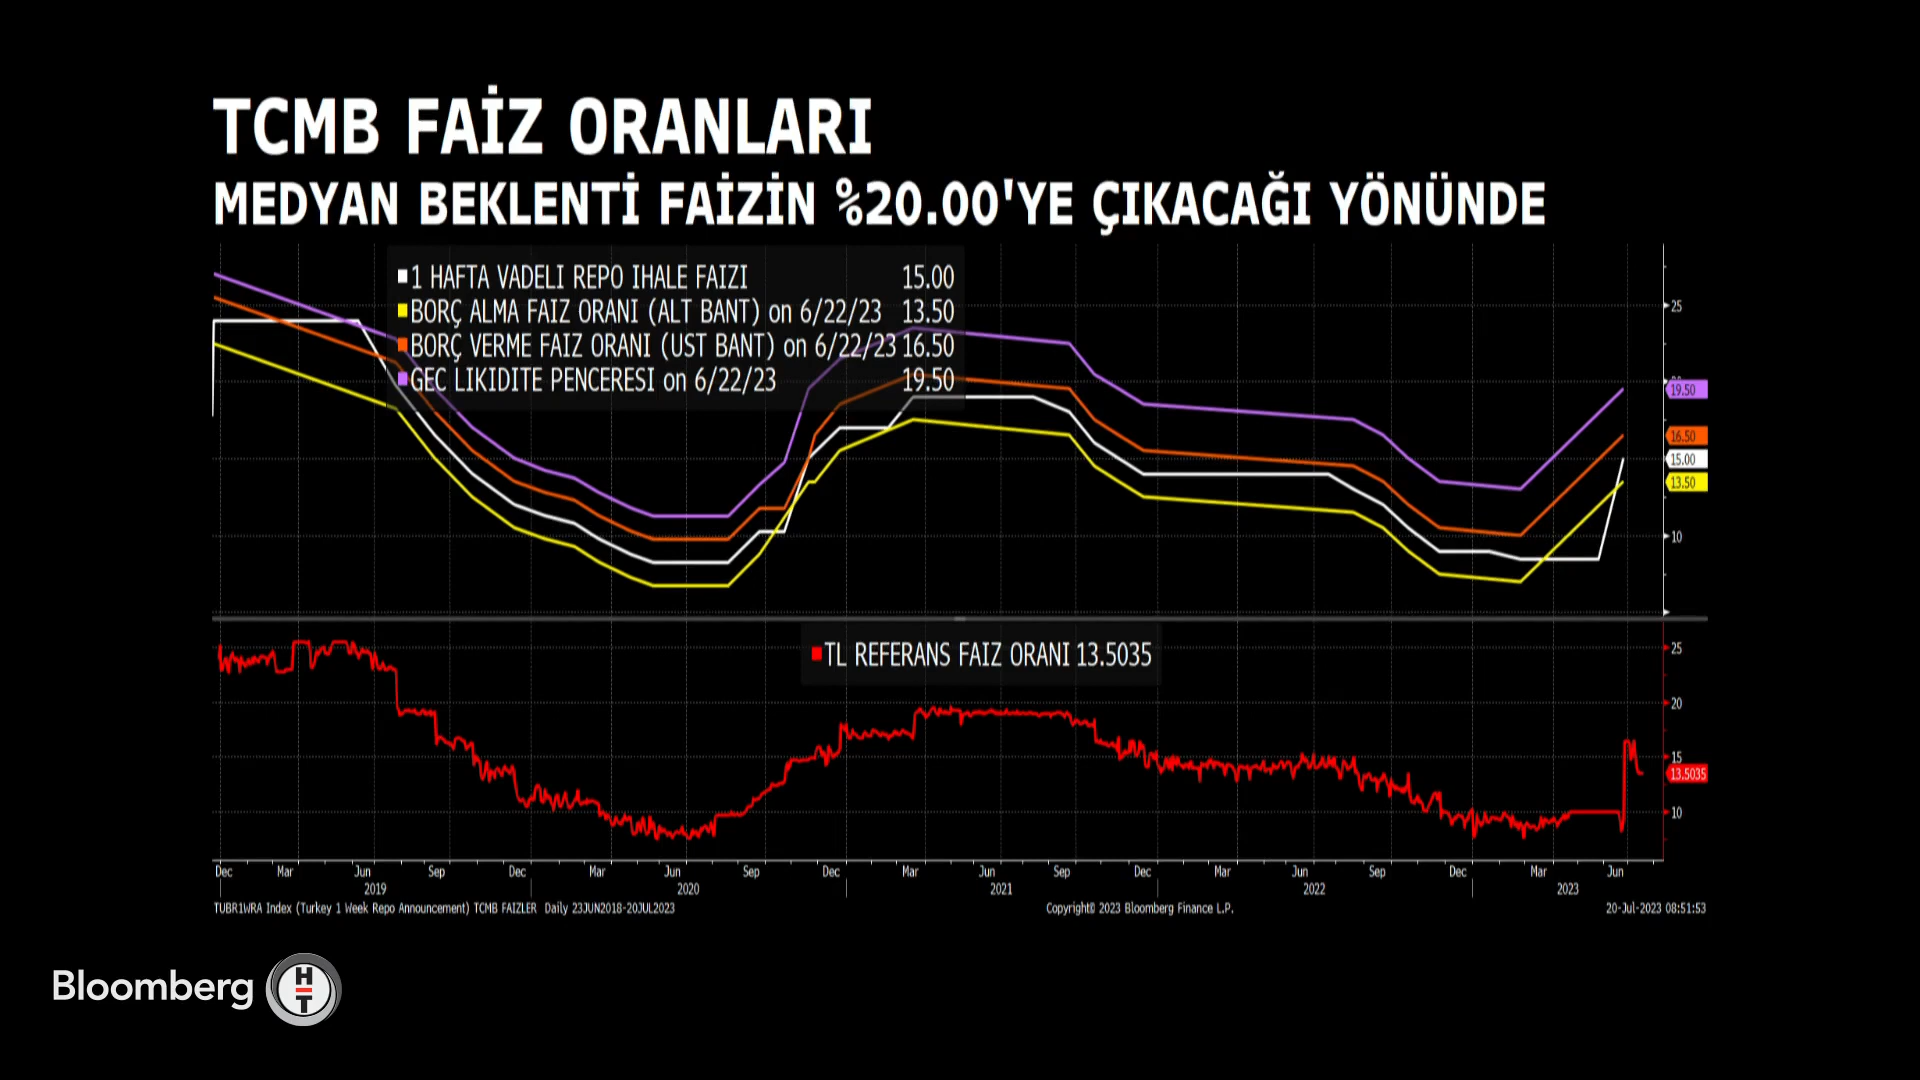 TCMB FAİZ ORANLARI
MEDYAN BEKLENTİ FAİZİN %20.00'YE ÇIKACAĞI YÖNÜNDE
1 HAFTA VADELI REPO IHALE FAIZI 15.00
BORÇ ALMA FAIZ ORANI (ALT BANT) on 6/22/23 13.50
BORÇ VERME FAIZ ORANI (UST BANT) on 6/22/23 16.50
GEC LIKIDITE PENCERESI on 6/22/23 19.50
25
19.50
16.50
15.00
13.50
10
TL REFERANS FAIZ ORANI 13.5035
25
20
15
13.5035
10
Dec Mar Jun Sep Dec Mar Jun Sep Dec Mar Jun Sep Dec Mar Jun Sep Dec Mar Jun
2019 2020 2021 2022 2023
TUBR1WRA Index (Turkey 1 Week Repo Announcement) TCMB FAIZLER Daily 23JUN2018-20JUL2023 Copyright© 2023 Bloomberg Finance L.P. 20-Jul-2023 08:51:53
Bloomberg HT